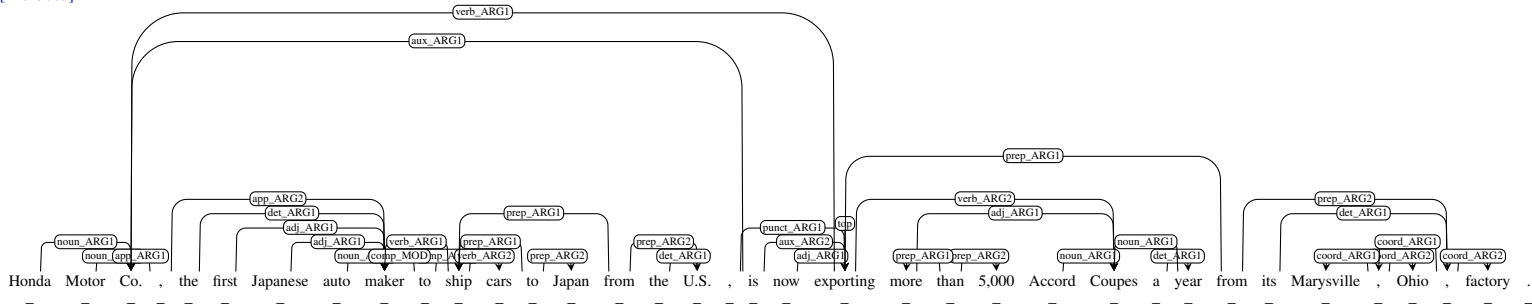 verb_ARG1
aux_ARG1
prep_ARG1
app_ARG2 verb_ARG2 prep_ARG2
det_ARG1 prep_ARG1 adj_ARG1 det_ARG1
adj_ARG1 punct_ARG1 top
noun_ARG1 adj_ARG1 verb_ARG1 prep_ARG1 prep_ARG2 aux_ARG2 noun_ARG1 coord_ARG1
app_ARG1 comp_MOD verb_ARG2 prep_ARG2 det_ARG1 adj_ARG1 prep_ARG1 prep_ARG2 noun_ARG1 det_ARG1 coord_ARG1 coord_ARG2
Honda Motor Co. , the first Japanese auto maker to ship cars to Japan from the U.S. , is now exporting more than 5,000 Accord Coupes a year from its Marysville , Ohio , factory .
_ _ _ _ _ _ _ _ _ _ _ _ _ _ _ _ _ _ _ _ _ _ _ _ _ _ _ _ _ _ _ _ _ _ _ _